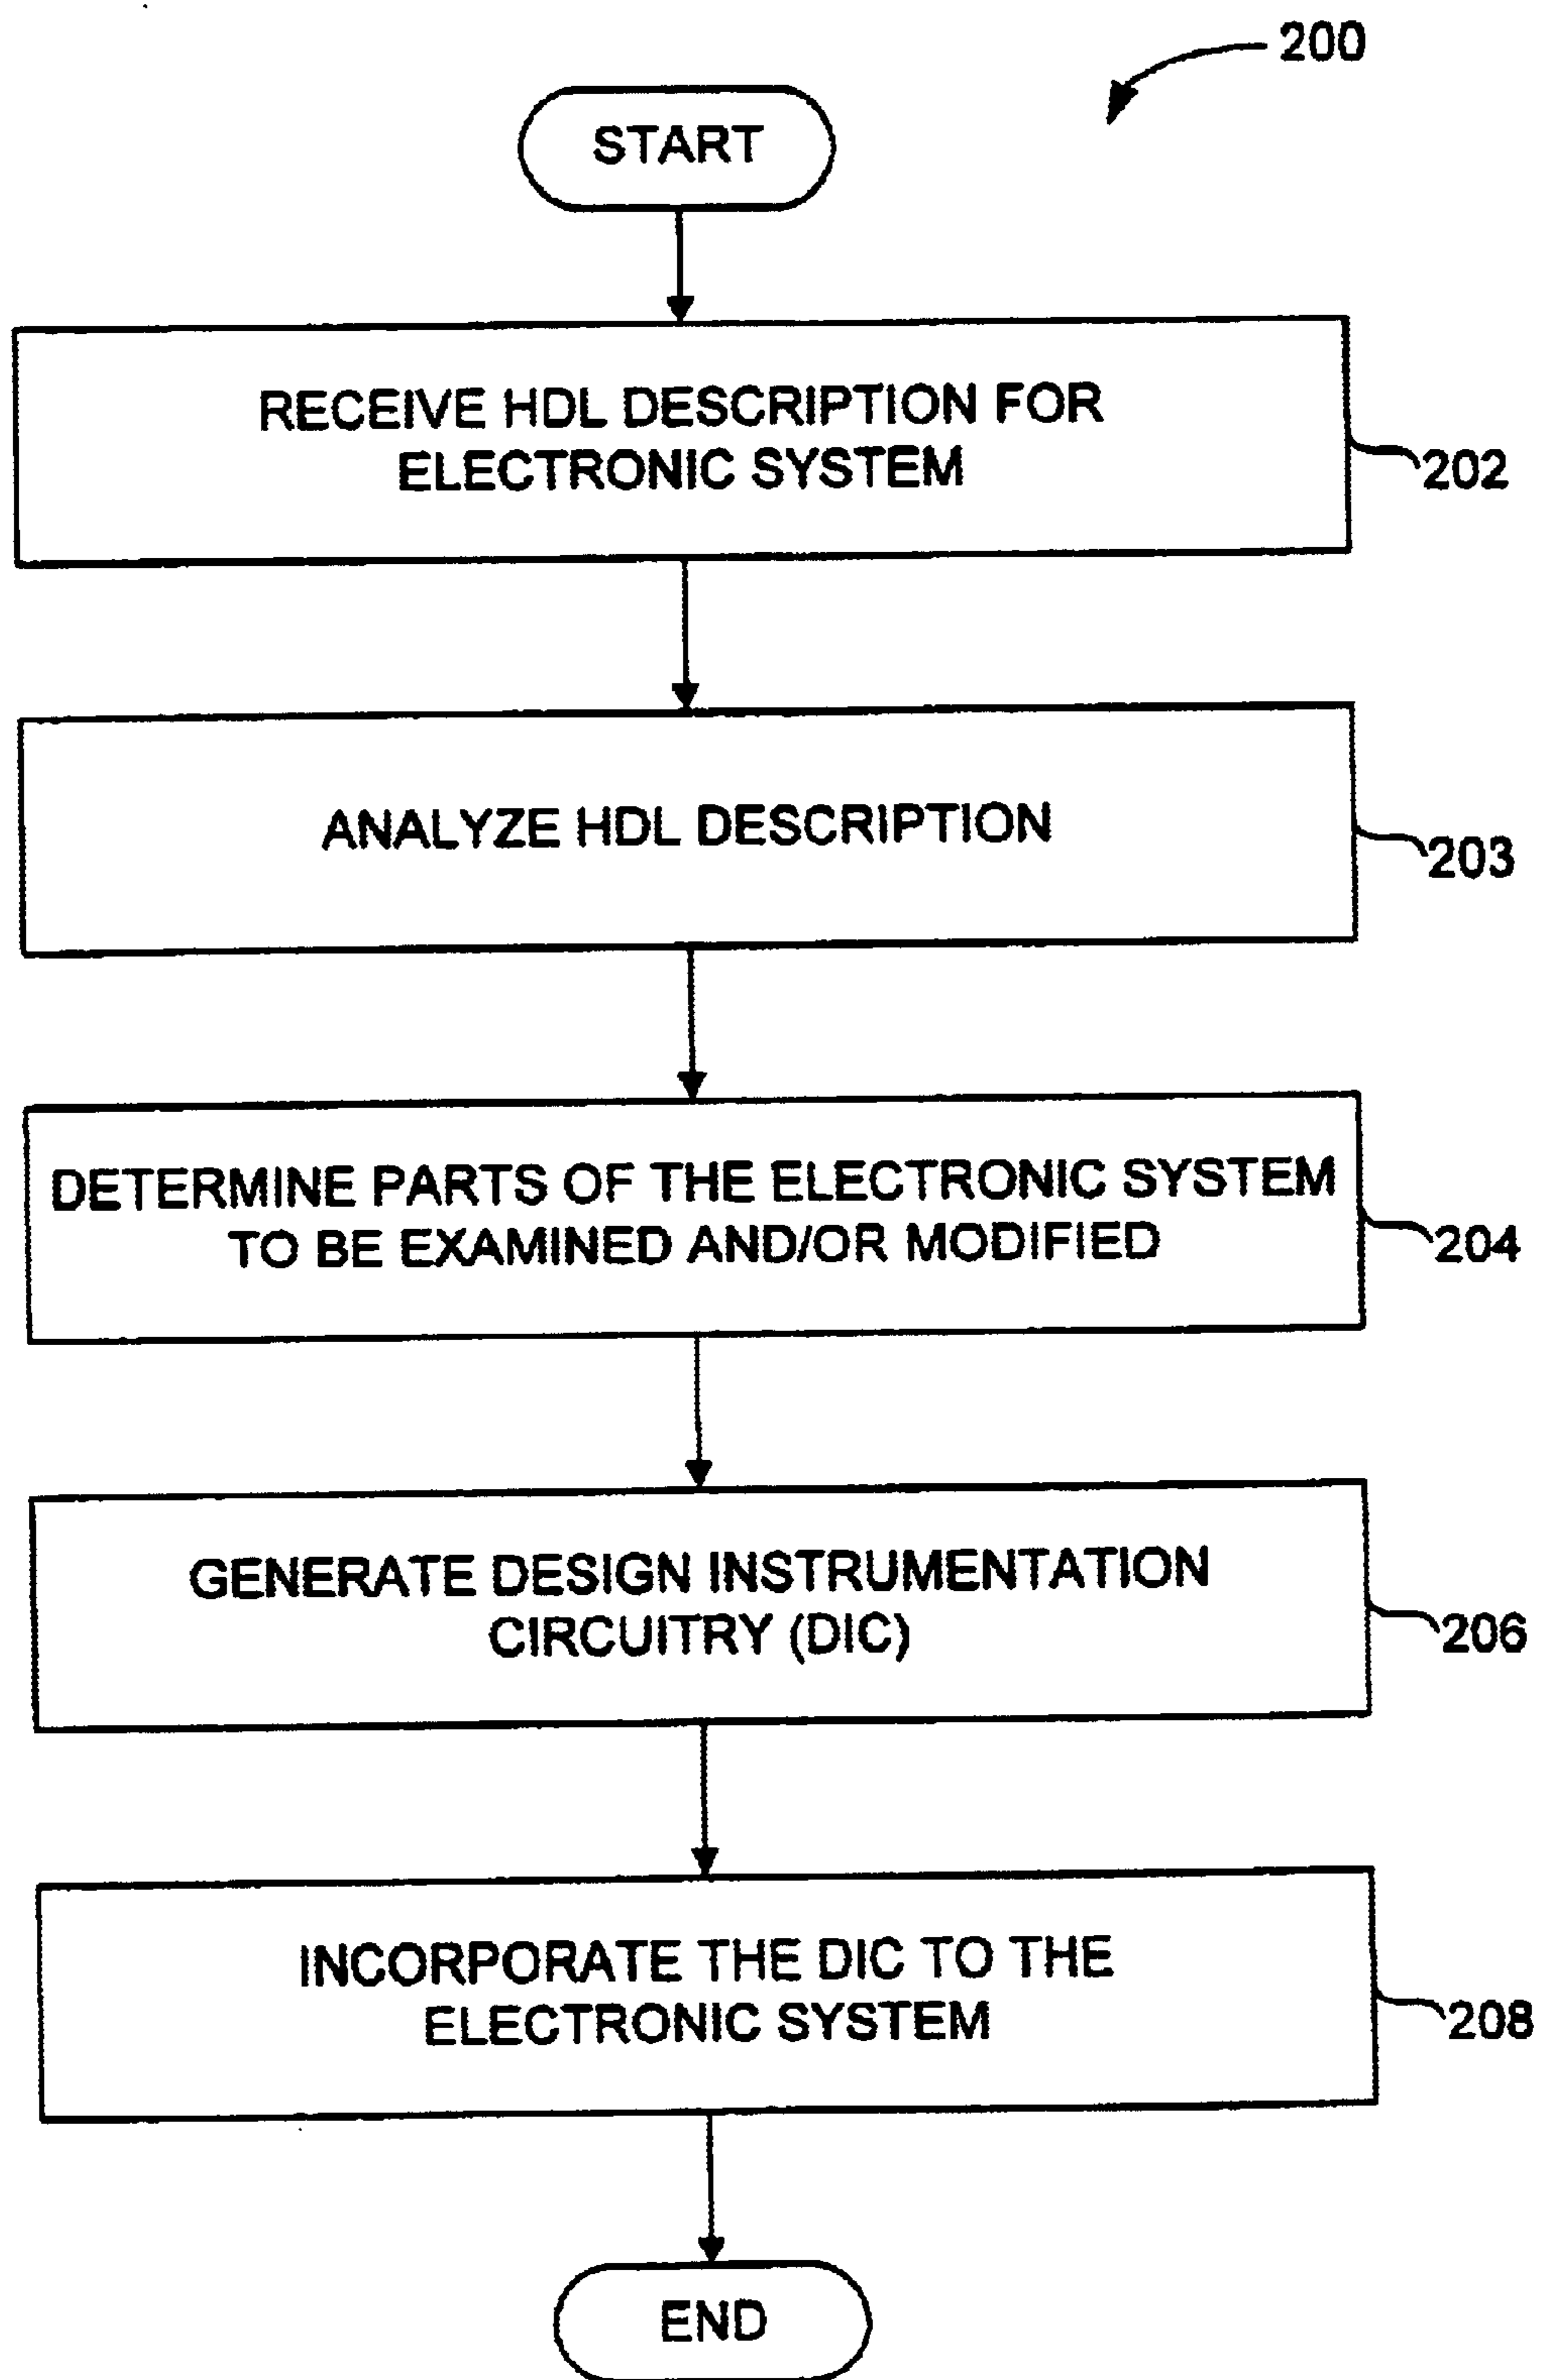 200
START
RECEIVE HDL DESCRIPTION FOR
ELECTRONIC SYSTEM
202
ANALYZE HDL DESCRIPTION
203
DETERMINE PARTS OF THE ELECTRONIC SYSTEM
TO BE EXAMINED AND/OR MODIFIED
204
GENERATE DESIGN INSTRUMENTATION
CIRCUITRY (DIC)
206
INCORPORATE THE DIC TO THE
ELECTRONIC SYSTEM
208
END